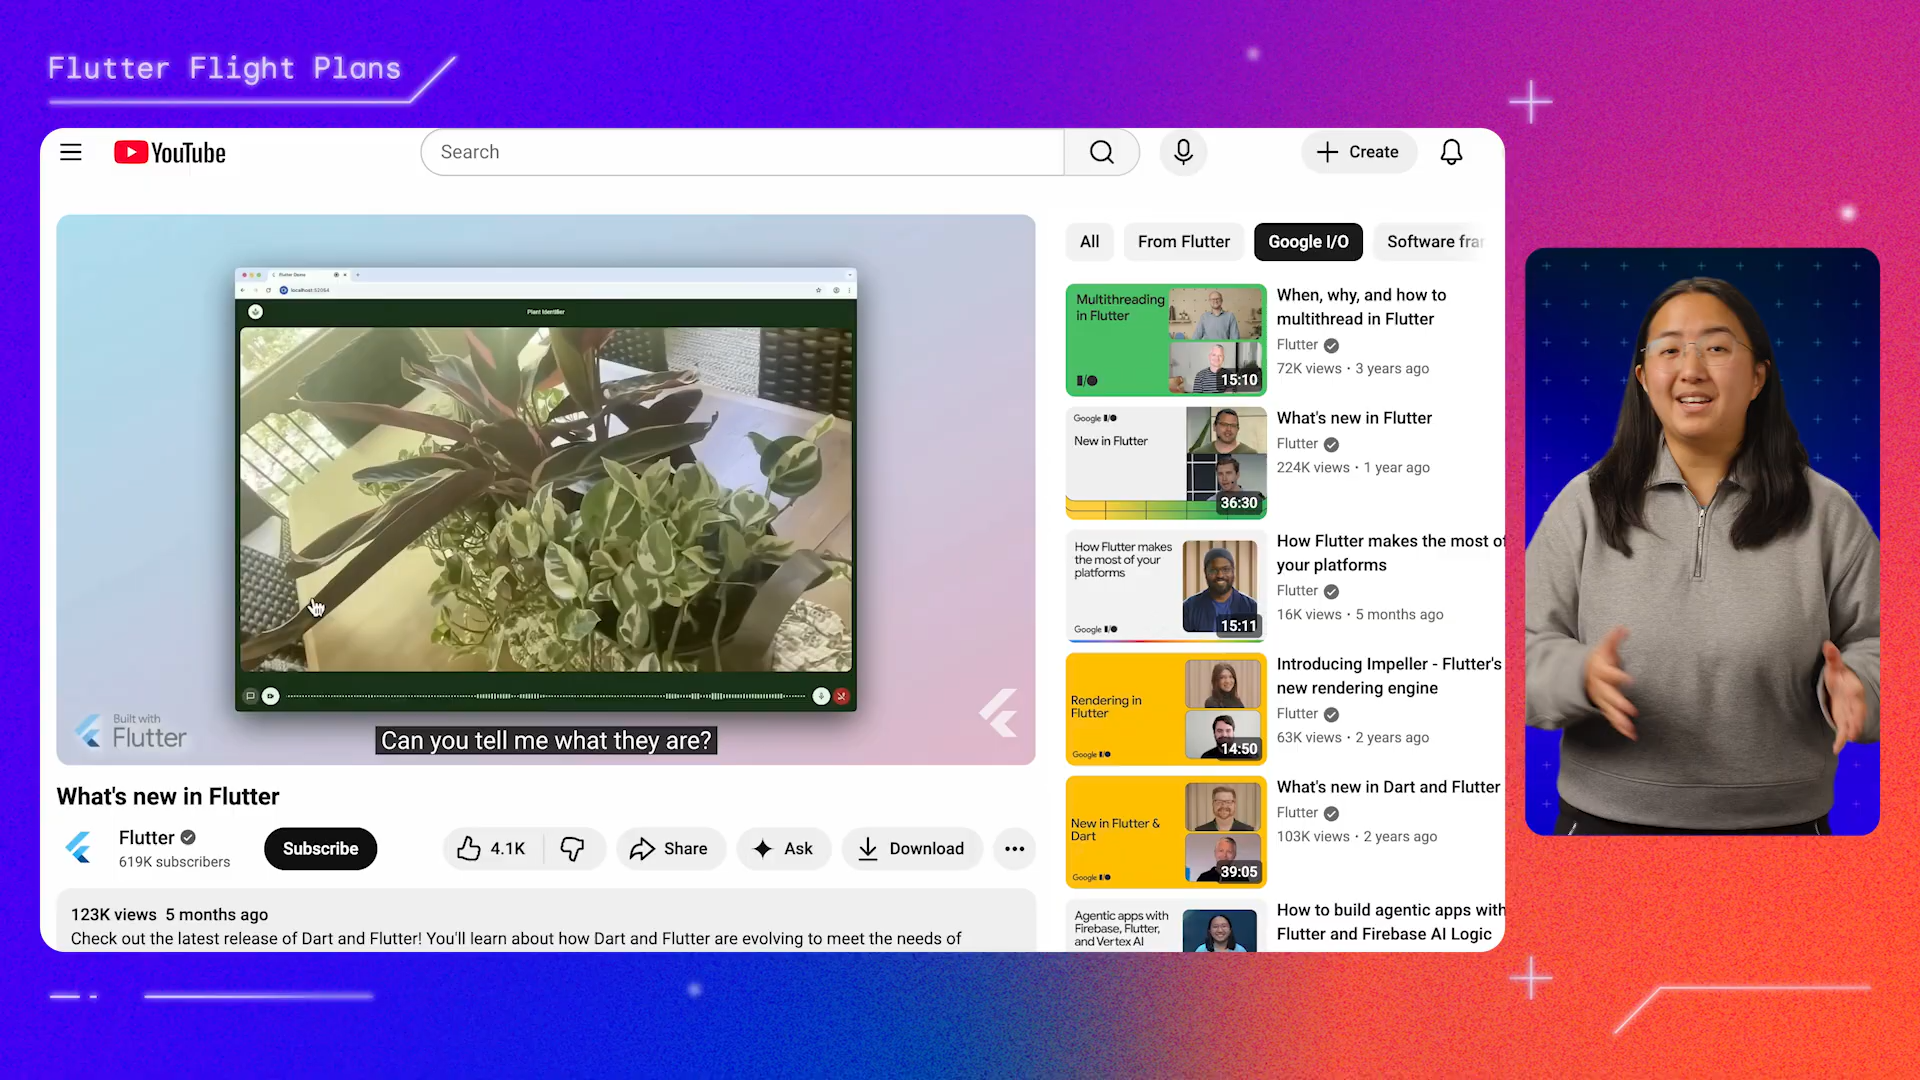 Flutter Flight Plans
YouTube
Search
Create
Flutter Demo
localhost:52054
Plant Identifier
Built with
Flutter
Can you tell me what they are?
What's new in Flutter
Flutter
619K subscribers
Subscribe
4.1K
Share
Ask
Download
123K views 5 months ago
Check out the latest release of Dart and Flutter! You'll learn about how Dart and Flutter are evolving to meet the needs of
All
From Flutter
Google I/O
Software fra
Multithreading
in Flutter
I/O
15:10
When, why, and how to
multithread in Flutter
Flutter
72K views • 3 years ago
Google I/O
New in Flutter
36:30
What's new in Flutter
Flutter
224K views • 1 year ago
How Flutter makes
the most of your
platforms
Google I/O
15:11
How Flutter makes the most of
your platforms
Flutter
16K views • 5 months ago
Rendering in
Flutter
Google I/O
14:50
Introducing Impeller - Flutter's
new rendering engine
Flutter
63K views • 2 years ago
New in Flutter &
Dart
Google I/O
39:05
What's new in Dart and Flutter
Flutter
103K views • 2 years ago
Agentic apps with
Firebase, Flutter,
and Vertex AI
How to build agentic apps with
Flutter and Firebase AI Logic